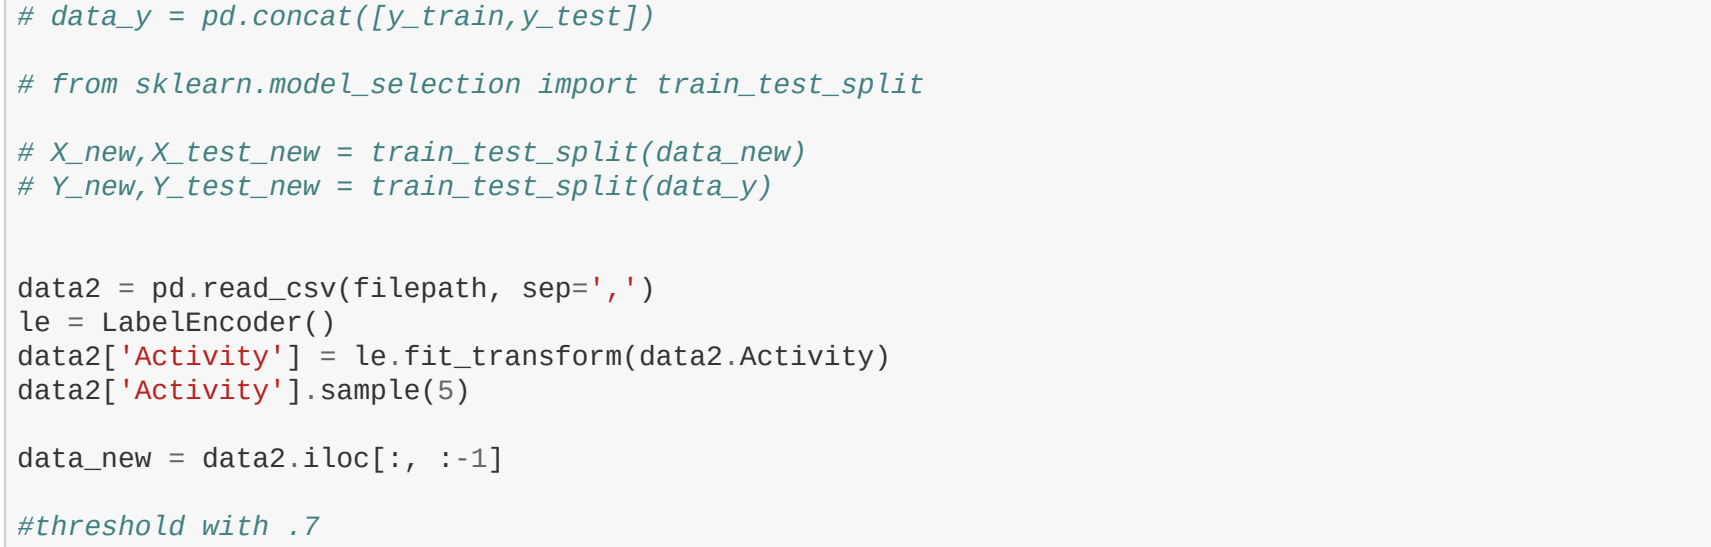 # data_y = pd.concat([y_train,y_test])
# from sklearn.model_selection import train_test_split
# X_new,X_test_new = train_test_split(data_new)
# Y_new,Y_test_new = train_test_split(data_y)
data2 = pd.read_csv(filepath, sep=',')
le = LabelEncoder()
data2['Activity'] = le.fit_transform(data2.Activity)
data2['Activity'].sample(5)
data_new = data2.iloc[:, :-1]
#threshold with .7